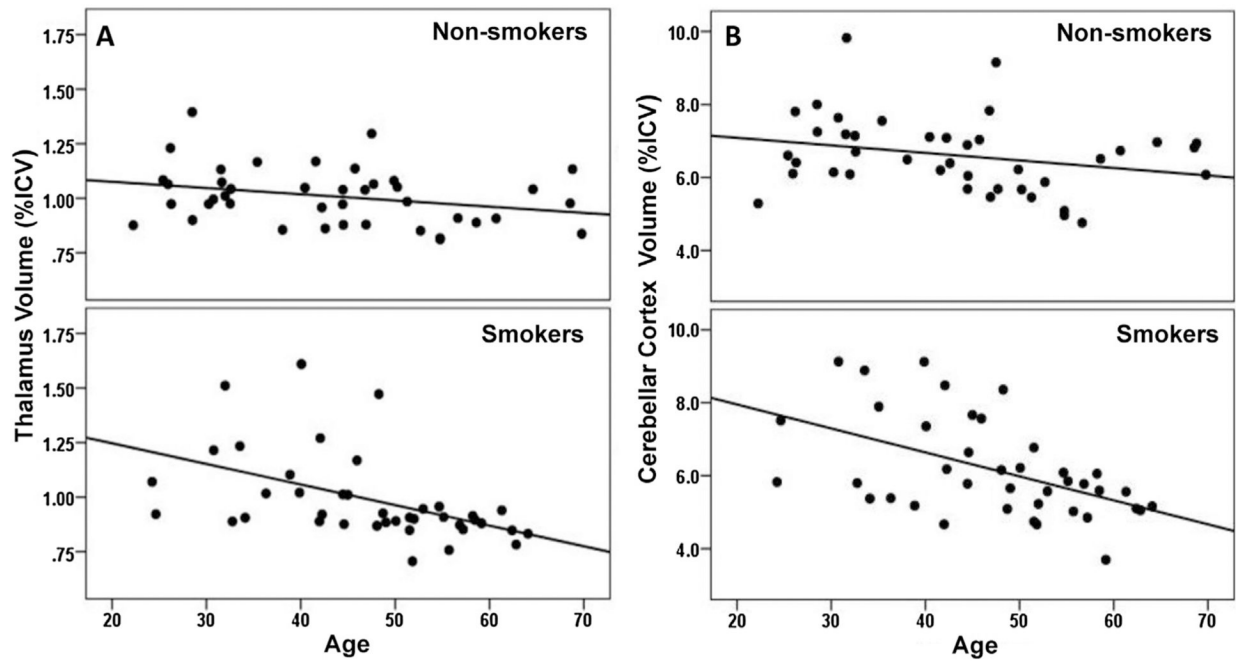 A
Non-smokers
Thalamus Volume (%ICV)
1.75
1.50
1.25
1.00
.75
Smokers
1.75
1.50
1.25
1.00
.75
20 30 40 50 60 70
Age
B
Non-smokers
Cerebellar Cortex Volume (%ICV)
10.0
8.0
6.0
4.0
Smokers
10.0
8.0
6.0
4.0
20 30 40 50 60 70
Age